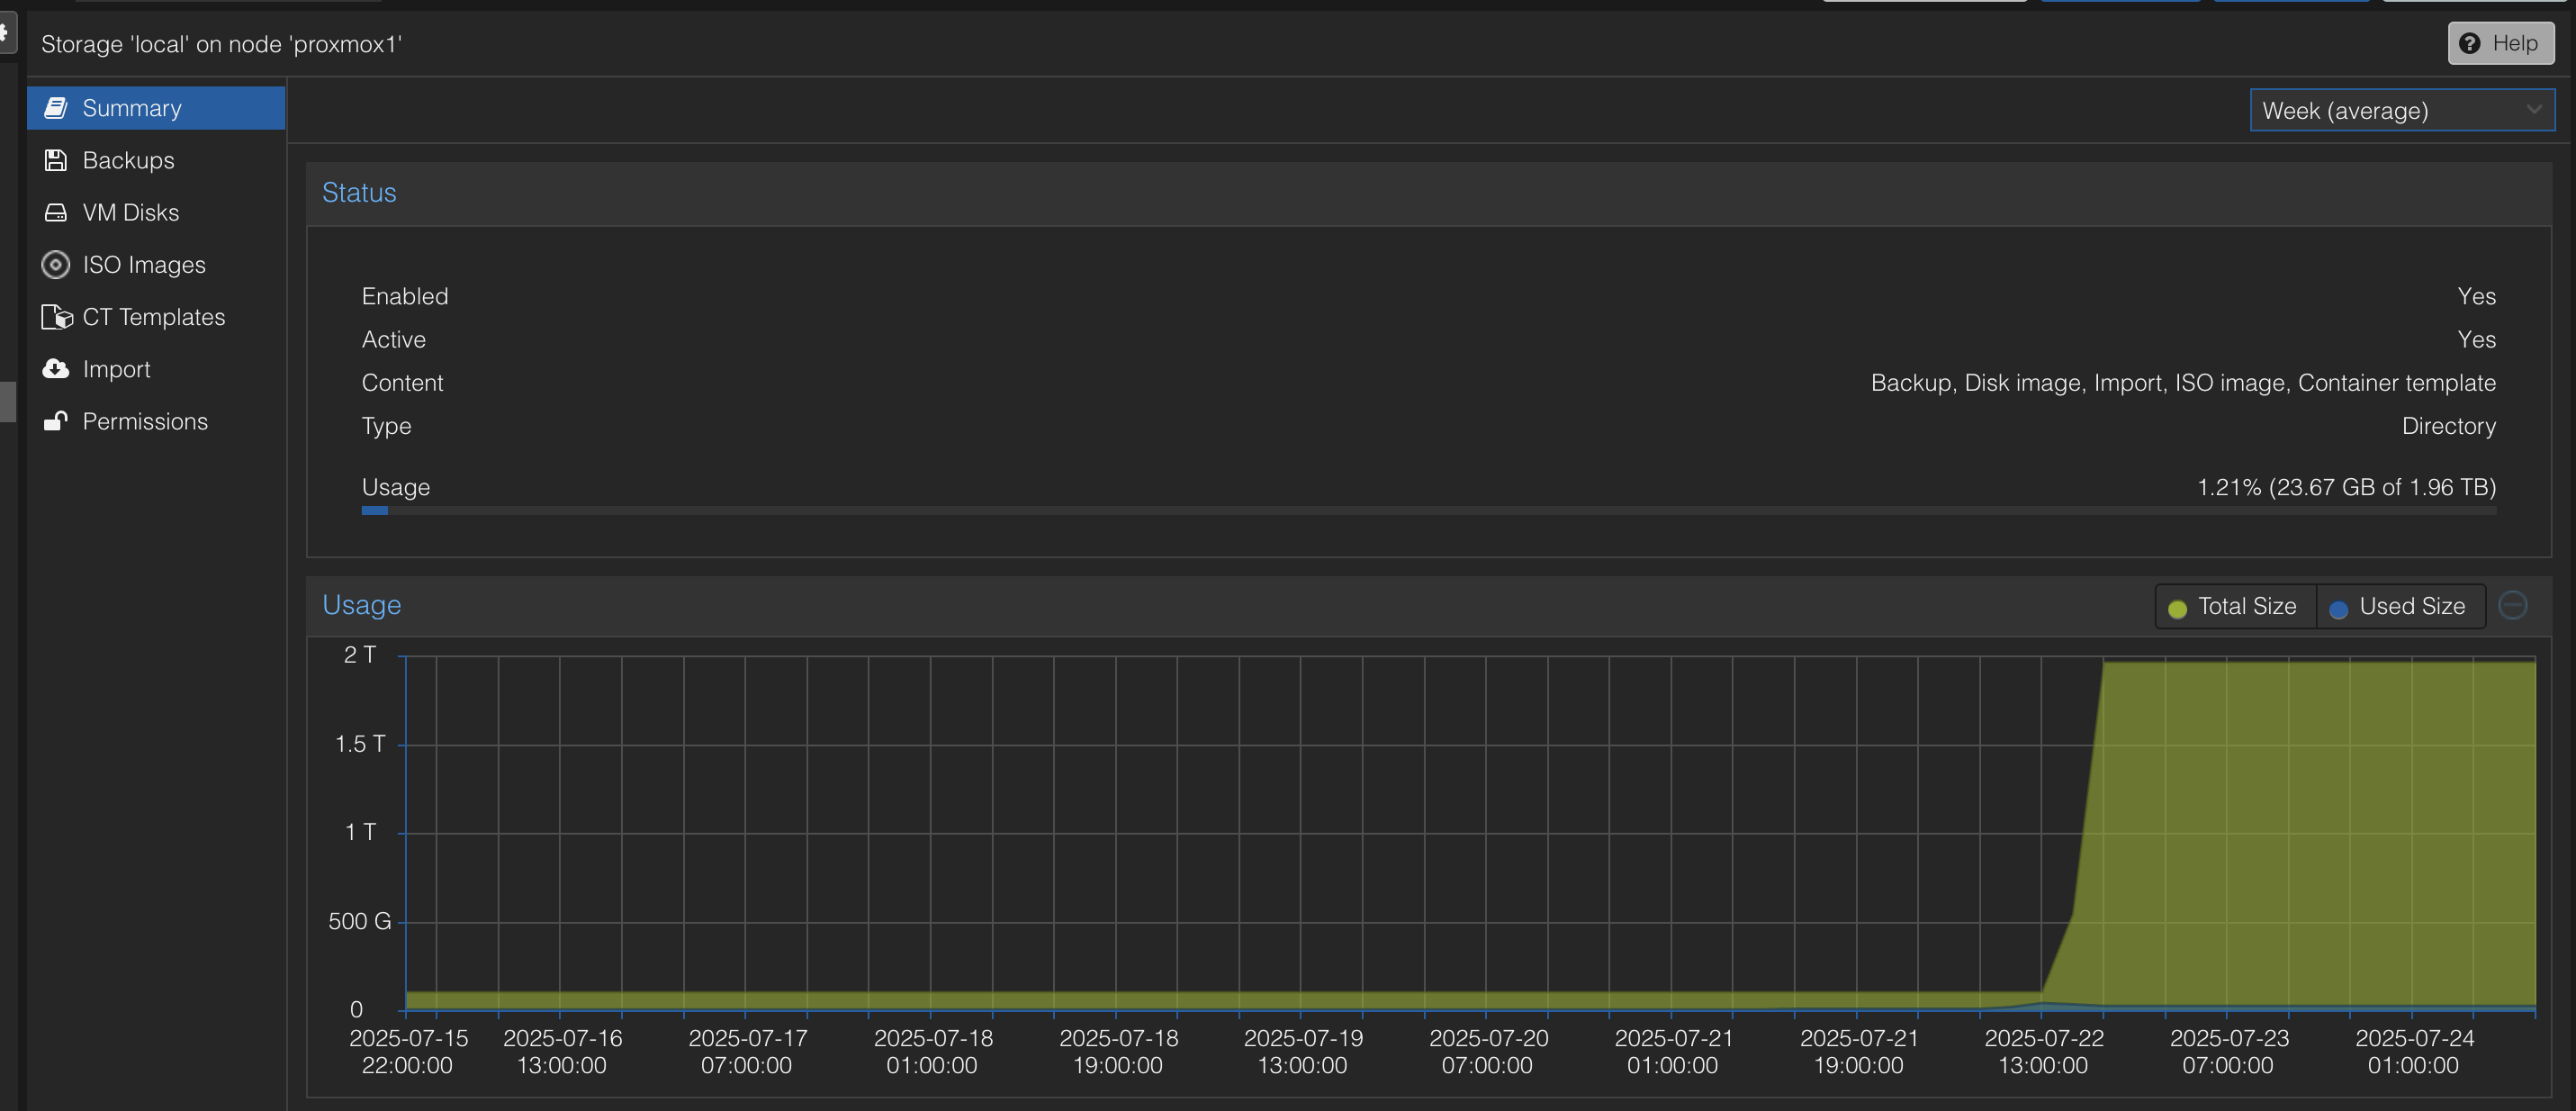 Storage 'local' on node 'proxmox1'
Help
Summary
Backups
VM Disks
ISO Images
CT Templates
Import
Permissions
Week (average)
Status
Enabled Yes
Active Yes
Content Backup, Disk image, Import, ISO image, Container template
Type Directory
Usage 1.21% (23.67 GB of 1.96 TB)
Usage
Total Size Used Size
2 T
1.5 T
1 T
500 G
0
2025-07-15 2025-07-16 2025-07-17 2025-07-18 2025-07-18 2025-07-19 2025-07-20 2025-07-21 2025-07-21 2025-07-22 2025-07-23 2025-07-24
22:00:00 13:00:00 07:00:00 01:00:00 19:00:00 13:00:00 07:00:00 01:00:00 19:00:00 13:00:00 07:00:00 01:00:00